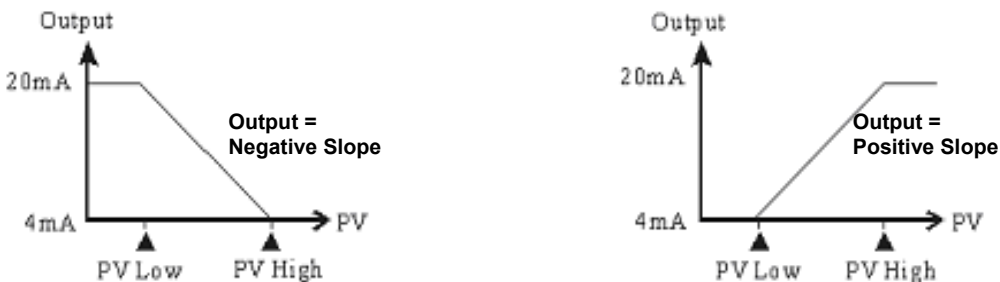 Output
20mA
Output =
Negative Slope
4mA
PV
PV Low
PV High
Output
20mA
Output =
Positive Slope
4mA
PV
PV Low
PV High